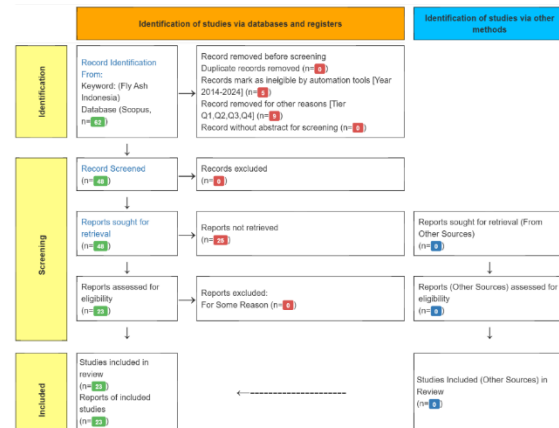 Identification of studies via databases and registers
Identification of studies via other methods
Identification
Record Identification From:
Keyword: (Fly Ash Indonesia)
Database (Scopus, n=62)
Record removed before screening
Duplicate records removed (n=0)
Records mark as ineligible by automation tools [Year 2014-2024] (n=5)
Record removed for other reasons [Tier Q1,Q2,Q3,Q4] (n=9)
Record without abstract for screening (n=0)
Screening
Record Screened
(n=48)
Records excluded
(n=0)
Reports sought for retrieval
(n=48)
Reports not retrieved
(n=25)
Reports sought for retrieval (From Other Sources)
(n=0)
Reports assessed for eligibility
(n=23)
Reports excluded:
For Some Reason (n=0)
Reports (Other Sources) assessed for eligibility
(n=0)
Included
Studies included in review
(n=23)
Reports of included studies
(n=23)
Studies Included (Other Sources) in Review
(n=0)